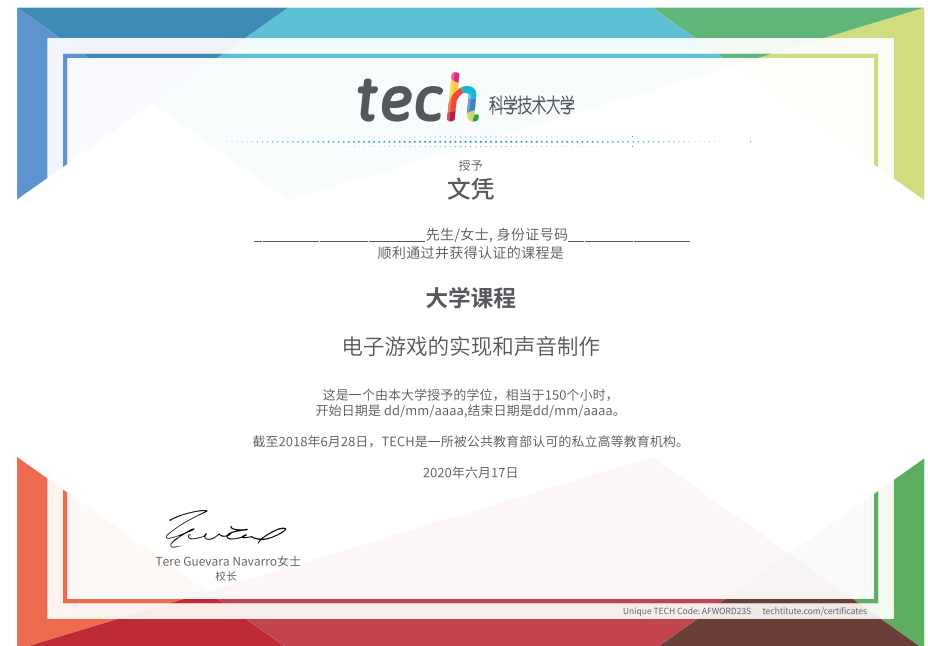 tech 科学技术大学
授予
文凭
______________________先生/女士, 身份证号码________________
顺利通过并获得认证的课程是
大学课程
电子游戏的实现和声音制作
这是一个由本大学授予的学位，相当于150个小时，
开始日期是 dd/mm/aaaa,结束日期是dd/mm/aaaa。
截至2018年6月28日，TECH是一所被公共教育部认可的私立高等教育机构。
2020年六月17日
Tere Guevara Navarro女士
校长
Unique TECH Code: AFWORD23S techtitute.com/certificates